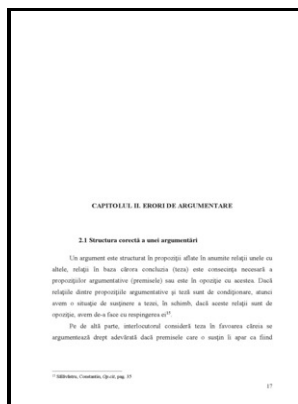 CAPITOLUL II. ERORI DE ARGUMENTARE
2.1 Structura corectă a unei argumentări
Un argument este structurat în propoziții aflate în anumite relații unele cu
altele, relații în baza cărora concluzia (teza) este consecința necesară a
propozițiilor argumentative (premisele) sau este în opoziție cu acestea. Dacă
relațiile dintre propozițiile argumentative și teză sunt de condiționare, atunci
avem o situație de susținere a tezei, în schimb, dacă aceste relații sunt de
opoziție, avem de-a face cu respingerea ei
Pe de altă parte, interlocutorul consideră teza în favoarea căreia se
argumentează drept adevărată dacă premisele care o susțin îi apar ca fiind
Sălăvăstru, Constantin, Op.cit, pag.
17